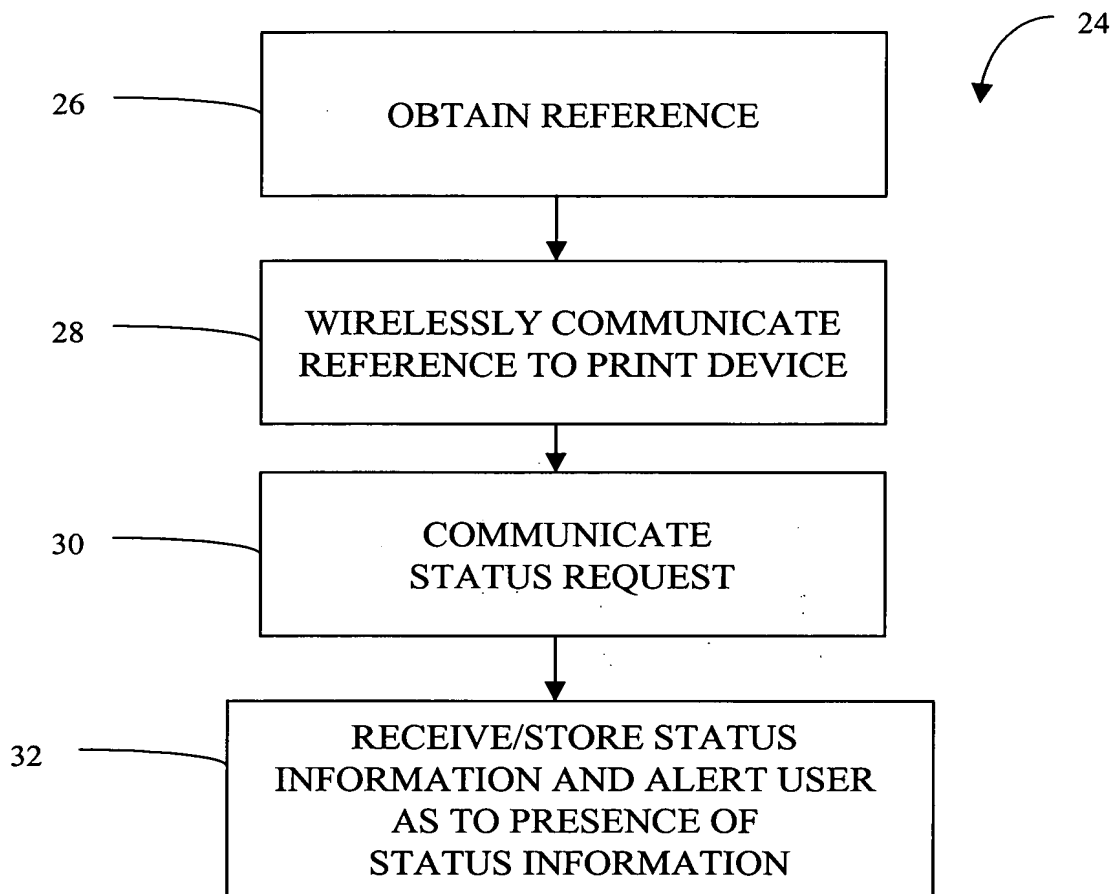 24
26
OBTAIN REFERENCE
28
WIRELESSLY COMMUNICATE
REFERENCE TO PRINT DEVICE
30
COMMUNICATE
STATUS REQUEST
32
RECEIVE/STORE STATUS
INFORMATION AND ALERT USER
AS TO PRESENCE OF
STATUS INFORMATION